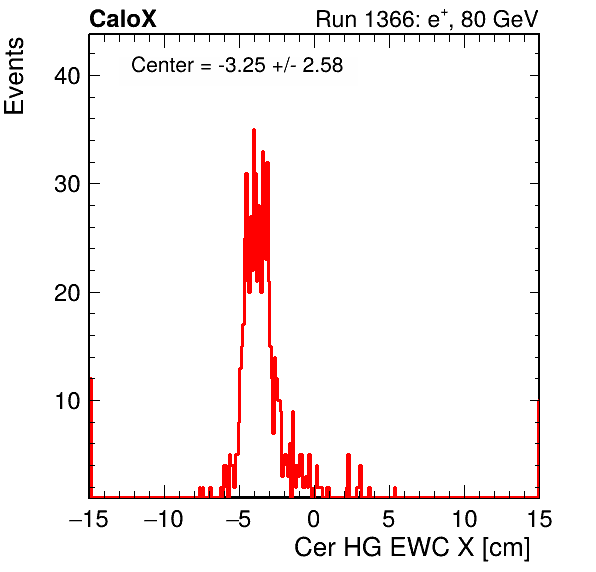 CaloX
Run 1366: e+, 80 GeV
Center = -3.25 +/- 2.58
Events
40
30
20
10
−15 −10 −5 0 5 10 15
Cer HG EWC X [cm]